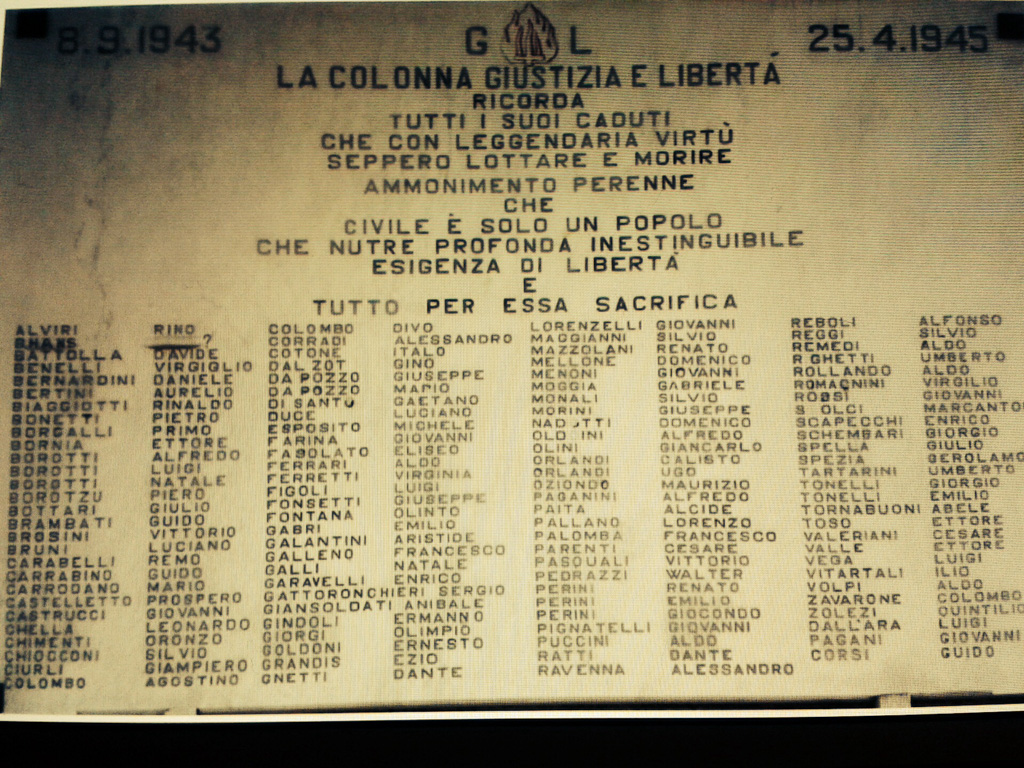 8.9.1943 G L 25.4.1945
LA COLONNA GIUSTIZIA E LIBERTÁ
RICORDA
TUTTI I SUOI CADUTI
CHE CON LEGGENDARIA VIRTÙ
SEPPERO LOTTARE E MORIRE
AMMONIMENTO PERENNE
CHE
CIVILE È SOLO UN POPOLO
CHE NUTRE PROFONDA INESTINGUIBILE
ESIGENZA DI LIBERTÁ
E
TUTTO PER ESSA SACRIFICA
ALVIRI RINO
?
BATTOLLA DAVIDE
BENELLI VIRGIGLIO
BERNARDINI DANIELE
BERTINI AURELIO
BIAGGIOTTI RINALDO
BONETTI PIETRO
BORGALLI PRIMO
BORNIA ETTORE
BOROTTI ALFREDO
BOROTTI LUIGI
BOROTTI NATALE
BOROTZU PIERO
BOTTARI GIULIO
BRAMBATI GUIDO
BROSINI VITTORIO
BRUNI LUCIANO
CARABELLI REMO
CARRABINO GUIDO
CARRODANO MARIO
CASTELLETTO PROSPERO
CASTRUCCI GIOVANNI
CHELLA LEONARDO
CHIMENTI ORONZO
CHIOCCONI SILVIO
CIURLI GIAMPIERO
COLOMBO AGOSTINO
COLOMBO DIVO
CORRADI ALESSANDRO
COTONE ITALO
DAL ZOT GINO
DA POZZO GIUSEPPE
DA POZZO MARIO
DI SANTO GAETANO
DUCE LUCIANO
ESPOSITO MICHELE
FARINA GIOVANNI
FASOLATO ELISEO
FERRARI ALDO
FERRETTI VIRGINIA
FIGOLI LUIGI
FONSETTI GIUSEPPE
FONTANA OLINTO
GABRI EMILIO
GALANTINI ARISTIDE
GALLENO FRANCESCO
GALLI NATALE
GARAVELLI ENRICO
GATTORONCHIERI SERGIO
GIANSOLDATI ANIBALE
GINDOLI ERMANNO
GIORGI OLIMPIO
GOLDONI ERNESTO
GRANDIS EZIO
GNETTI DANTE
LORENZELLI GIOVANNI
MAGGIANNI SILVIO
MAZZOLANI RENATO
MELLONE DOMENICO
MENONI GIOVANNI
MOGGIA GABRIELE
MONALI SILVIO
MORINI GIUSEPPE
DOMENICO
ALFREDO
OLINI GIANCARLO
ORLANDI CALISTO
ORLANDI UGO
OZIONDO MAURIZIO
PAGANINI ALFREDO
PAITA ALCIDE
PALLANO LORENZO
PALOMBA FRANCESCO
PARENTI CESARE
PASQUALI VITTORIO
PEDRAZZI WALTER
PERINI RENATO
PERINI EMILIO
PERINI GIOCONDO
PIGNATELLI GIOVANNI
PUCCINI ALDO
RATTI DANTE
RAVENNA ALESSANDRO
REBOLI ALFONSO
REGGI SILVIO
REMEDI ALDO
R GHETTI UMBERTO
ROLLANDO ALDO
ROMAGNINI VIRGILIO
ROSSI GIOVANNI
S OLCI MARCANTO
SCAPECCHI ENRICO
SCHEMBARI GIORGIO
SPELLA GIULIO
SPEZIA GEROLAMO
TARTARINI UMBERTO
TONELLI GIORGIO
TONELLI EMILIO
TORNABUONI ABELE
TOSO ETTORE
VALERIANI CESARE
VALLE ETTORE
VEGA LUIGI
VITARTALI ILIO
VOLPI ALDO
ZAVARONE COLOMBO
ZOLEZI QUINTILIO
DALL'ARA LUIGI
PAGANI GIOVANNI
CORSI GUIDO